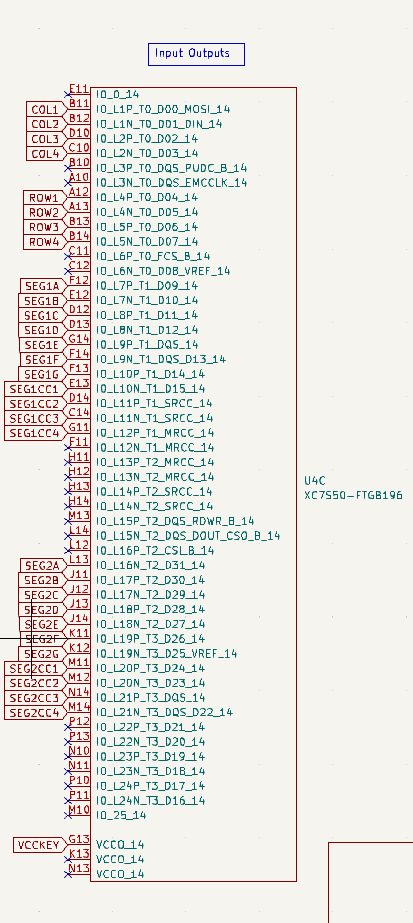 Input Outputs
E11 IO_0_14
COL1 B11 IO_L1P_T0_D00_MOSI_14
COL2 B12 IO_L1N_T0_D01_DIN_14
COL3 D10 IO_L2P_T0_D02_14
COL4 C10 IO_L2N_T0_D03_14
B10 IO_L3P_T0_DQS_PUDC_B_14
A10 IO_L3N_T0_DQS_EMCCLK_14
ROW1 A12 IO_L4P_T0_D04_14
ROW2 A13 IO_L4N_T0_D05_14
ROW3 B13 IO_L5P_T0_D06_14
ROW4 B14 IO_L5N_T0_D07_14
C11 IO_L6P_T0_FCS_B_14
C12 IO_L6N_T0_D08_VREF_14
SEG1A F12 IO_L7P_T1_D09_14
SEG1B E12 IO_L7N_T1_D10_14
SEG1C D12 IO_L8P_T1_D11_14
SEG1D D13 IO_L8N_T1_D12_14
SEG1E G14 IO_L9P_T1_DQS_14
SEG1F F14 IO_L9N_T1_DQS_D13_14
SEG1G F13 IO_L10P_T1_D14_14
SEG1CC1 E13 IO_L10N_T1_D15_14
SEG1CC2 D14 IO_L11P_T1_SRCC_14
SEG1CC3 C14 IO_L11N_T1_SRCC_14
SEG1CC4 G11 IO_L12P_T1_MRCC_14
F11 IO_L12N_T1_MRCC_14
H11 IO_L13P_T2_MRCC_14
H12 IO_L13N_T2_MRCC_14
H13 IO_L14P_T2_SRCC_14
H14 IO_L14N_T2_SRCC_14
U4C
XC7S50-FTGB196
M13 IO_L15P_T2_DQS_RDWR_B_14
L14 IO_L15N_T2_DQS_DOUT_CSO_B_14
L12 IO_L16P_T2_CSI_B_14
SEG2A L13 IO_L16N_T2_D31_14
SEG2B J11 IO_L17P_T2_D30_14
SEG2C J12 IO_L17N_T2_D29_14
SEG2D J13 IO_L18P_T2_D28_14
SEG2E J14 IO_L18N_T2_D27_14
SEG2F K11 IO_L19P_T3_D26_14
SEG2G K12 IO_L19N_T3_D25_VREF_14
SEG2CC1 M11 IO_L20P_T3_D24_14
SEG2CC2 M12 IO_L20N_T3_D23_14
SEG2CC3 N14 IO_L21P_T3_DQS_14
SEG2CC4 M14 IO_L21N_T3_DQS_D22_14
P12 IO_L22P_T3_D21_14
P13 IO_L22N_T3_D20_14
N10 IO_L23P_T3_D19_14
N11 IO_L23N_T3_D18_14
P10 IO_L24P_T3_D17_14
P11 IO_L24N_T3_D16_14
M10 IO_25_14
VCCKEY G13 VCCO_14
K13 VCCO_14
N13 VCCO_14